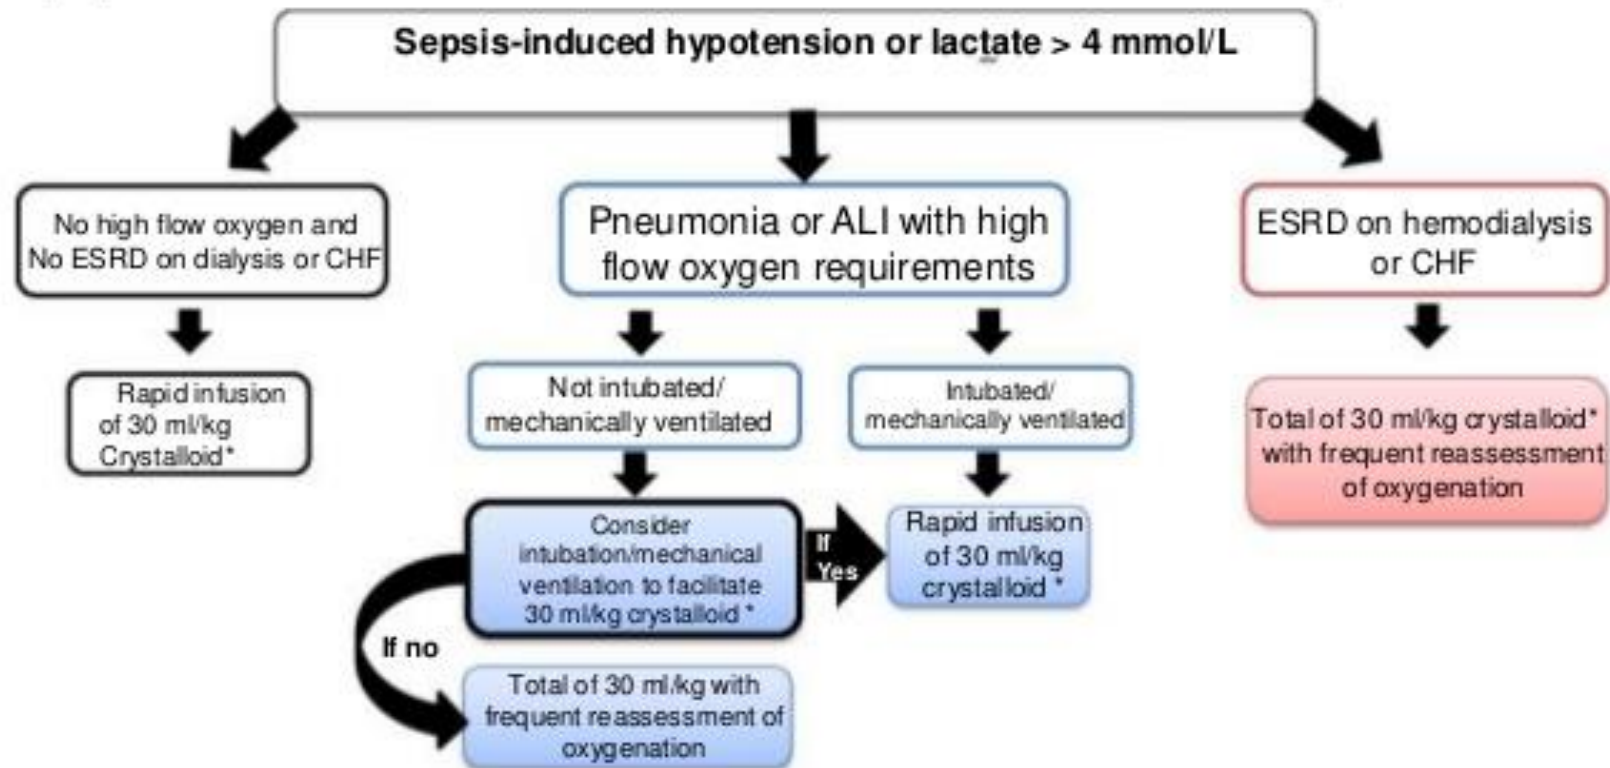 Sepsis-induced hypotension or lactate > 4 mmol/L
No high flow oxygen and
No ESRD on dialysis or CHF
Pneumonia or ALI with high
flow oxygen requirements
ESRD on hemodialysis
or CHF
Rapid infusion
of 30 ml/kg
Crystalloid*
Not intubated/
mechanically ventilated
Intubated/
mechanically ventilated
Total of 30 ml/kg crystalloid*
with frequent reassessment
of oxygenation
Consider
intubation/mechanical
ventilation to facilitate
30 ml/kg crystalloid *
If
Yes
Rapid infusion
of 30 ml/kg
crystalloid *
If no
Total of 30 ml/kg with
frequent reassessment of
oxygenation